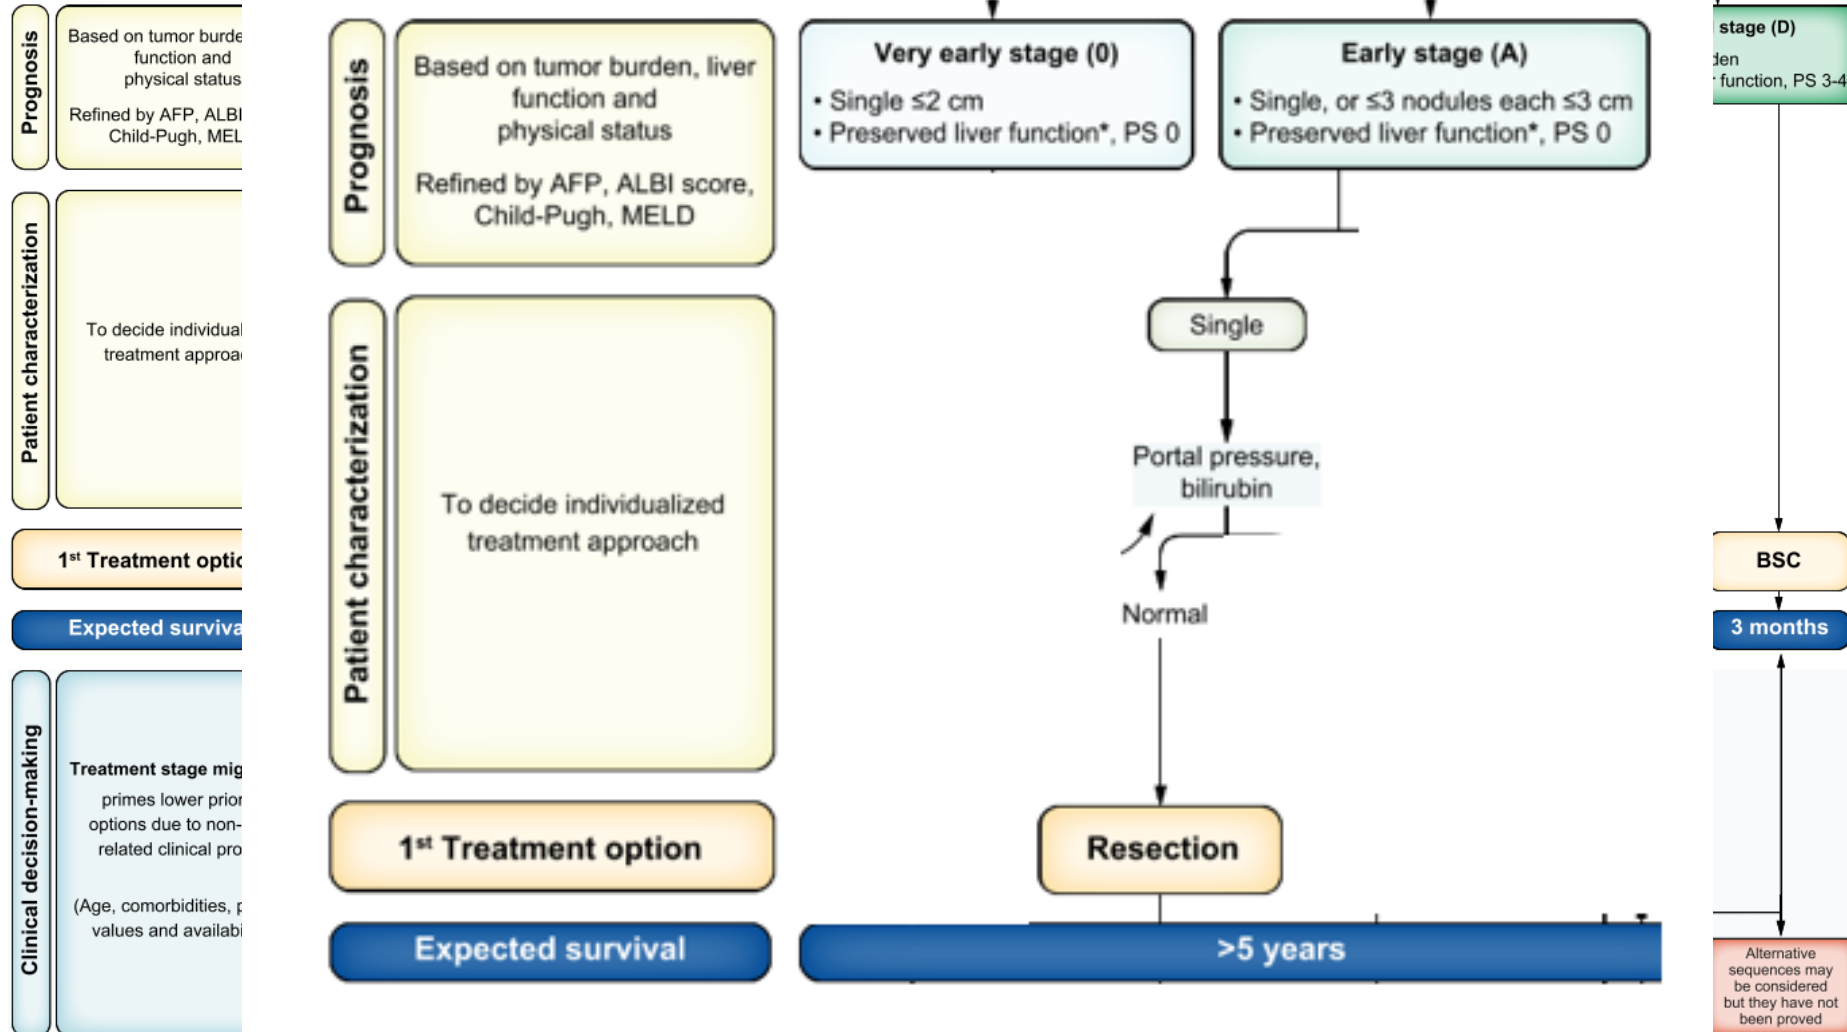 Prognosis
Based on tumor burde
function and
physical status
Refined by AFP, ALBI
Child-Pugh, MEL
Patient characterization
To decide individual
treatment approa
1st Treatment optio
Expected surviva
Clinical decision-making
Treatment stage mig
primes lower prior
options due to non-
related clinical pro
(Age, comorbidities, p
values and availabi
Prognosis
Based on tumor burden, liver
function and
physical status
Refined by AFP, ALBI score,
Child-Pugh, MELD
Very early stage (0)
• Single ≤2 cm
• Preserved liver function*, PS 0
Early stage (A)
• Single, or ≤3 nodules each ≤3 cm
• Preserved liver function*, PS 0
Patient characterization
To decide individualized
treatment approach
Single
Portal pressure,
bilirubin
Normal
1st Treatment option
Resection
Expected survival
>5 years
stage (D)
den
r function, PS 3-4
BSC
3 months
Alternative
sequences may
be considered
but they have not
been proved